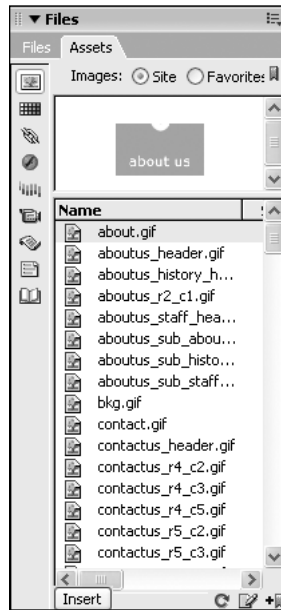 Files
Files Assets
Images: Site Favorites
about us
Name
about.gif
aboutus_header.gif
aboutus_history_h...
aboutus_r2_c1.gif
aboutus_staff_hea...
aboutus_sub_abou...
aboutus_sub_histo...
aboutus_sub_staff...
bkg.gif
contact.gif
contactus_header.gif
contactus_r4_c2.gif
contactus_r4_c3.gif
contactus_r4_c5.gif
contactus_r5_c2.gif
contactus_r5_c3.gif
Insert